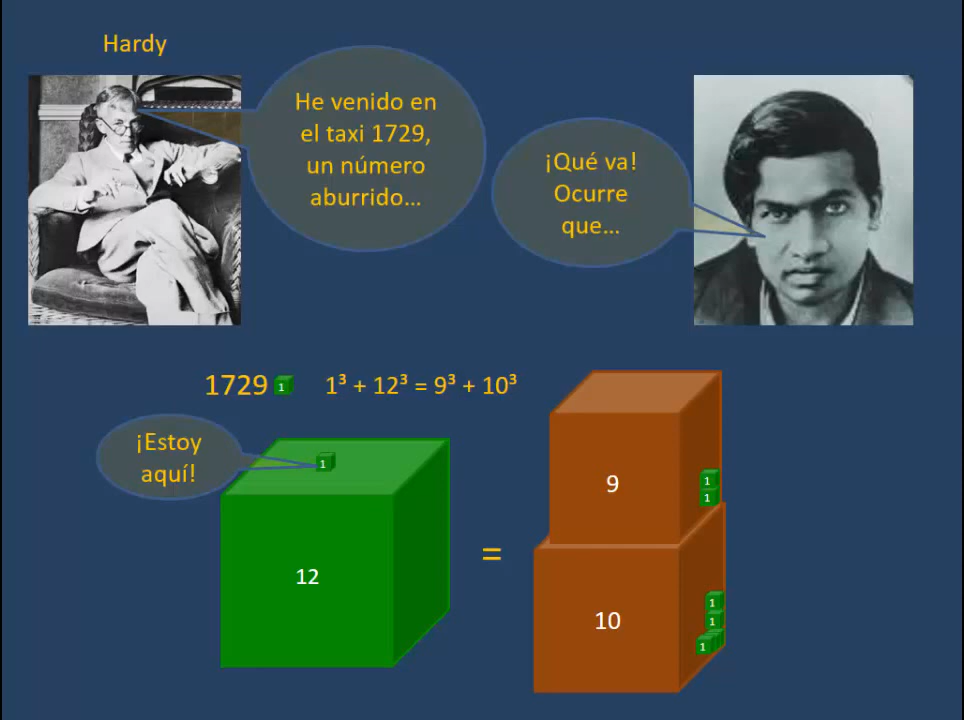 Hardy
He venido en
el taxi 1729,
un número
aburrido...
¡Qué va!
Ocurre
que...
1729 1 1³ + 12³ = 9³ + 10³
¡Estoy
aquí!
1
12
=
9
1
1
10
1
1
1